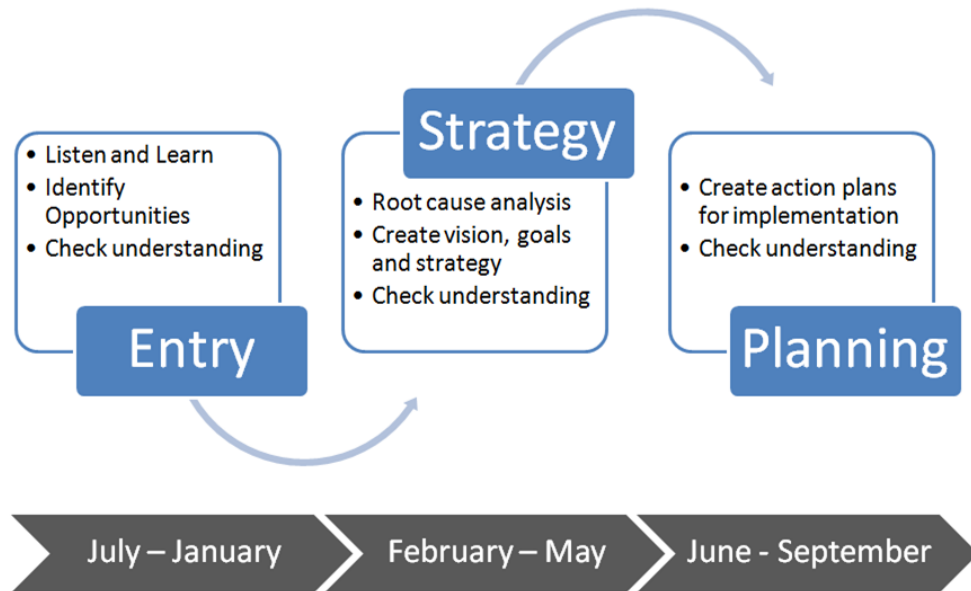 • Listen and Learn
• Identify
Opportunities
• Check understanding
Entry
Strategy
• Root cause analysis
• Create vision, goals
and strategy
• Check understanding
• Create action plans
for implementation
• Check understanding
Planning
July – January
February – May
June - September